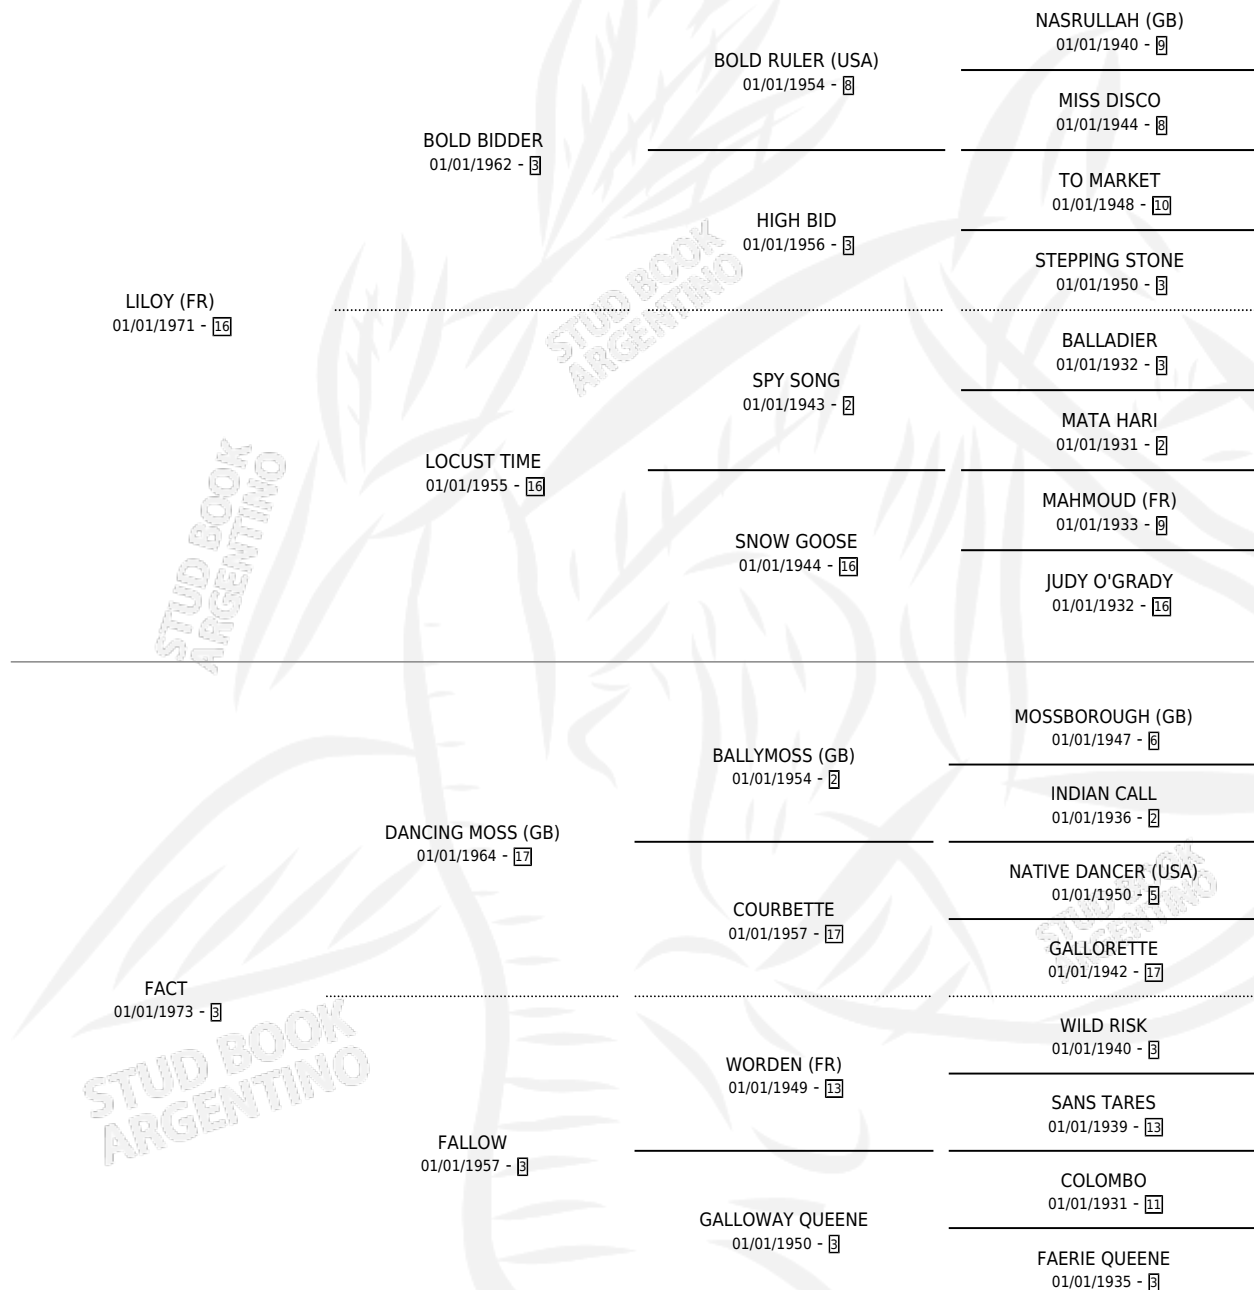 NASRULLAH (GB)
01/01/1940 - 9
BOLD RULER (USA)
01/01/1954 - 8
MISS DISCO
01/01/1944 - 8
BOLD BIDDER
01/01/1962 - 3
TO MARKET
01/01/1948 - 10
HIGH BID
01/01/1956 - 3
STEPPING STONE
01/01/1950 - 3
LILOY (FR)
01/01/1971 - 16
BALLADIER
01/01/1932 - 3
SPY SONG
01/01/1943 - 2
MATA HARI
01/01/1931 - 2
LOCUST TIME
01/01/1955 - 16
MAHMOUD (FR)
01/01/1933 - 9
SNOW GOOSE
01/01/1944 - 16
JUDY O'GRADY
01/01/1932 - 16
MOSSBOROUGH (GB)
01/01/1947 - 6
BALLYMOSS (GB)
01/01/1954 - 2
INDIAN CALL
01/01/1936 - 2
DANCING MOSS (GB)
01/01/1964 - 17
NATIVE DANCER (USA)
01/01/1950 - 5
COURBETTE
01/01/1957 - 17
GALLORETTE
01/01/1942 - 17
FACT
01/01/1973 - 3
WILD RISK
01/01/1940 - 3
WORDEN (FR)
01/01/1949 - 13
SANS TARES
01/01/1939 - 13
FALLOW
01/01/1957 - 3
COLOMBO
01/01/1931 - 11
GALLOWAY QUEENE
01/01/1950 - 3
FAERIE QUEENE
01/01/1935 - 3
STUD BOOK
ARGENTINO
STUD BOOK
ARGENTINO
STUD BOOK
ARGENTINO
STUD BOOK
ARGENTINO